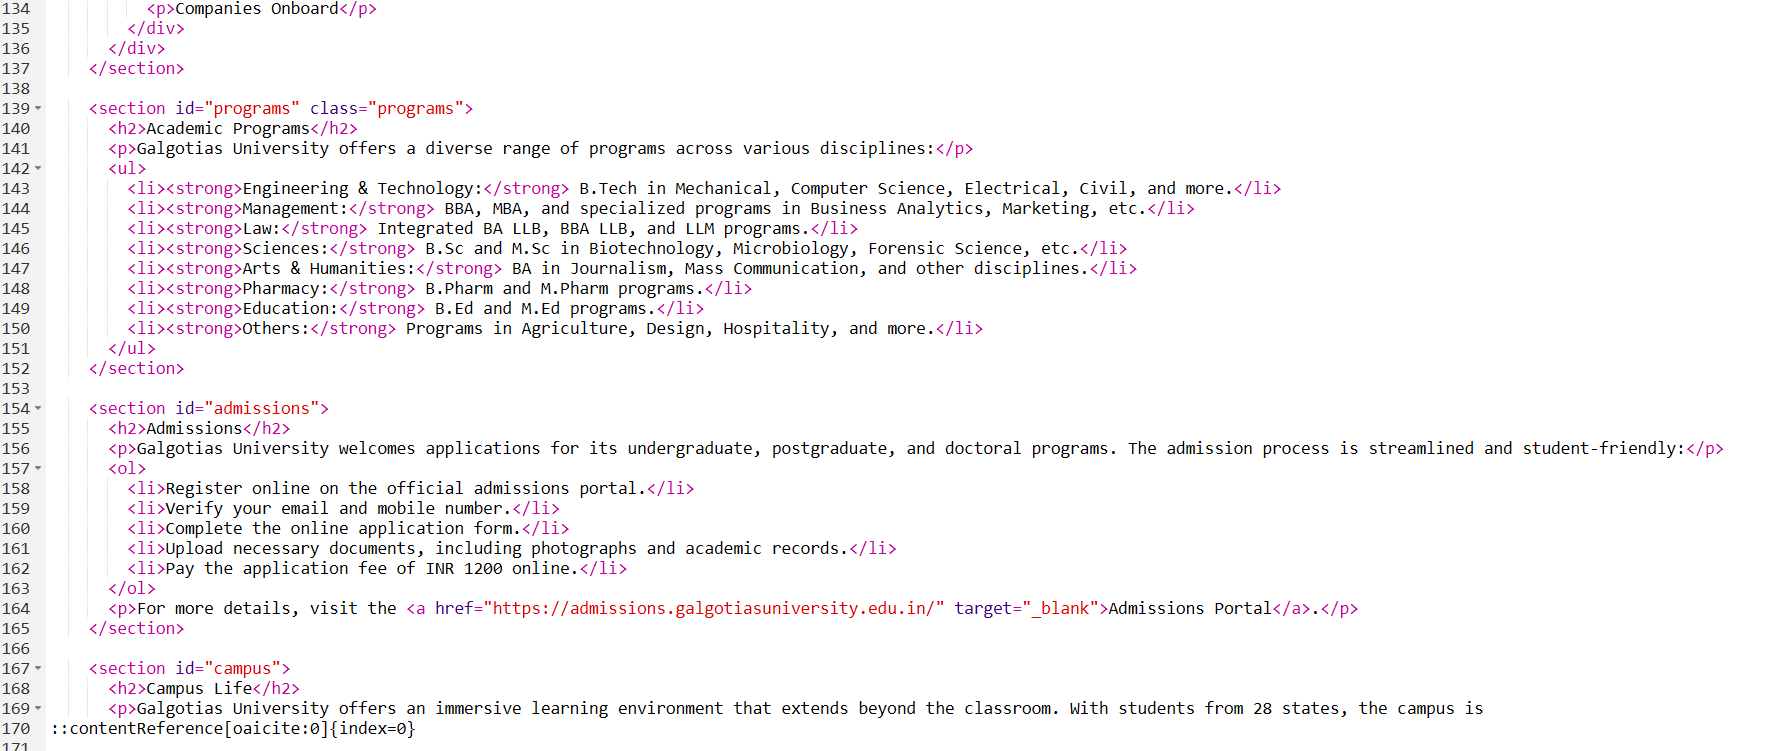 134 <p>Companies Onboard</p>
135 </div>
136 </div>
137 </section>
138
139 <section id="programs" class="programs">
140 <h2>Academic Programs</h2>
141 <p>Galgotias University offers a diverse range of programs across various disciplines:</p>
142 <ul>
143 <li><strong>Engineering & Technology:</strong> B.Tech in Mechanical, Computer Science, Electrical, Civil, and more.</li>
144 <li><strong>Management:</strong> BBA, MBA, and specialized programs in Business Analytics, Marketing, etc.</li>
145 <li><strong>Law:</strong> Integrated BA LLB, BBA LLB, and LLM programs.</li>
146 <li><strong>Sciences:</strong> B.Sc and M.Sc in Biotechnology, Microbiology, Forensic Science, etc.</li>
147 <li><strong>Arts & Humanities:</strong> BA in Journalism, Mass Communication, and other disciplines.</li>
148 <li><strong>Pharmacy:</strong> B.Pharm and M.Pharm programs.</li>
149 <li><strong>Education:</strong> B.Ed and M.Ed programs.</li>
150 <li><strong>Others:</strong> Programs in Agriculture, Design, Hospitality, and more.</li>
151 </ul>
152 </section>
153
154 <section id="admissions">
155 <h2>Admissions</h2>
156 <p>Galgotias University welcomes applications for its undergraduate, postgraduate, and doctoral programs. The admission process is streamlined and student-friendly:</p>
157 <ol>
158 <li>Register online on the official admissions portal.</li>
159 <li>Verify your email and mobile number.</li>
160 <li>Complete the online application form.</li>
161 <li>Upload necessary documents, including photographs and academic records.</li>
162 <li>Pay the application fee of INR 1200 online.</li>
163 </ol>
164 <p>For more details, visit the <a href="https://admissions.galgotiasuniversity.edu.in/" target="_blank">Admissions Portal</a>.</p>
165 </section>
166
167 <section id="campus">
168 <h2>Campus Life</h2>
169 <p>Galgotias University offers an immersive learning environment that extends beyond the classroom. With students from 28 states, the campus is
170 ::contentReference[oaicite:0]{index=0}
171